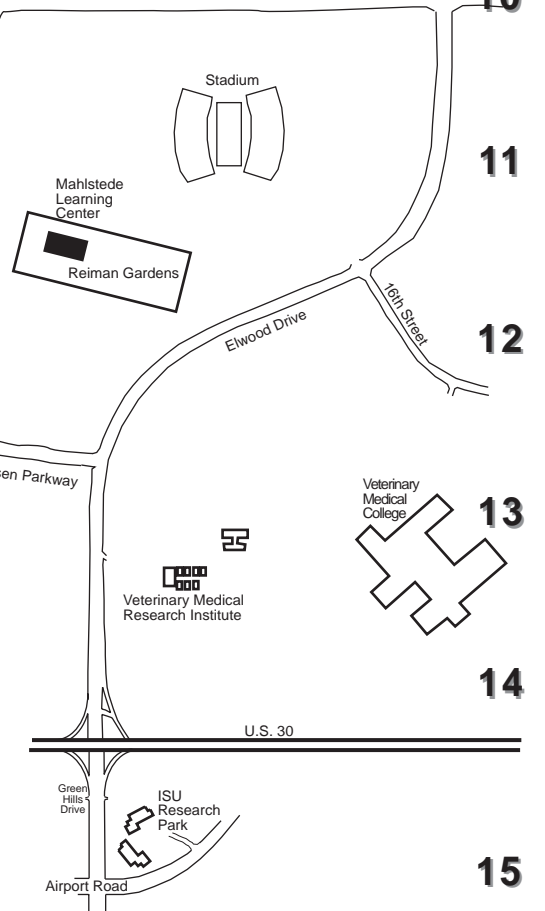 10
Stadium
11
Mahlstede
Learning
Center
Reiman Gardens
16th Street
Elwood Drive
12
sen Parkway
Veterinary
Medical
College
13
Veterinary Medical
Research Institute
14
U.S. 30
Green
Hills
Drive
ISU
Research
Park
15
Airport Road